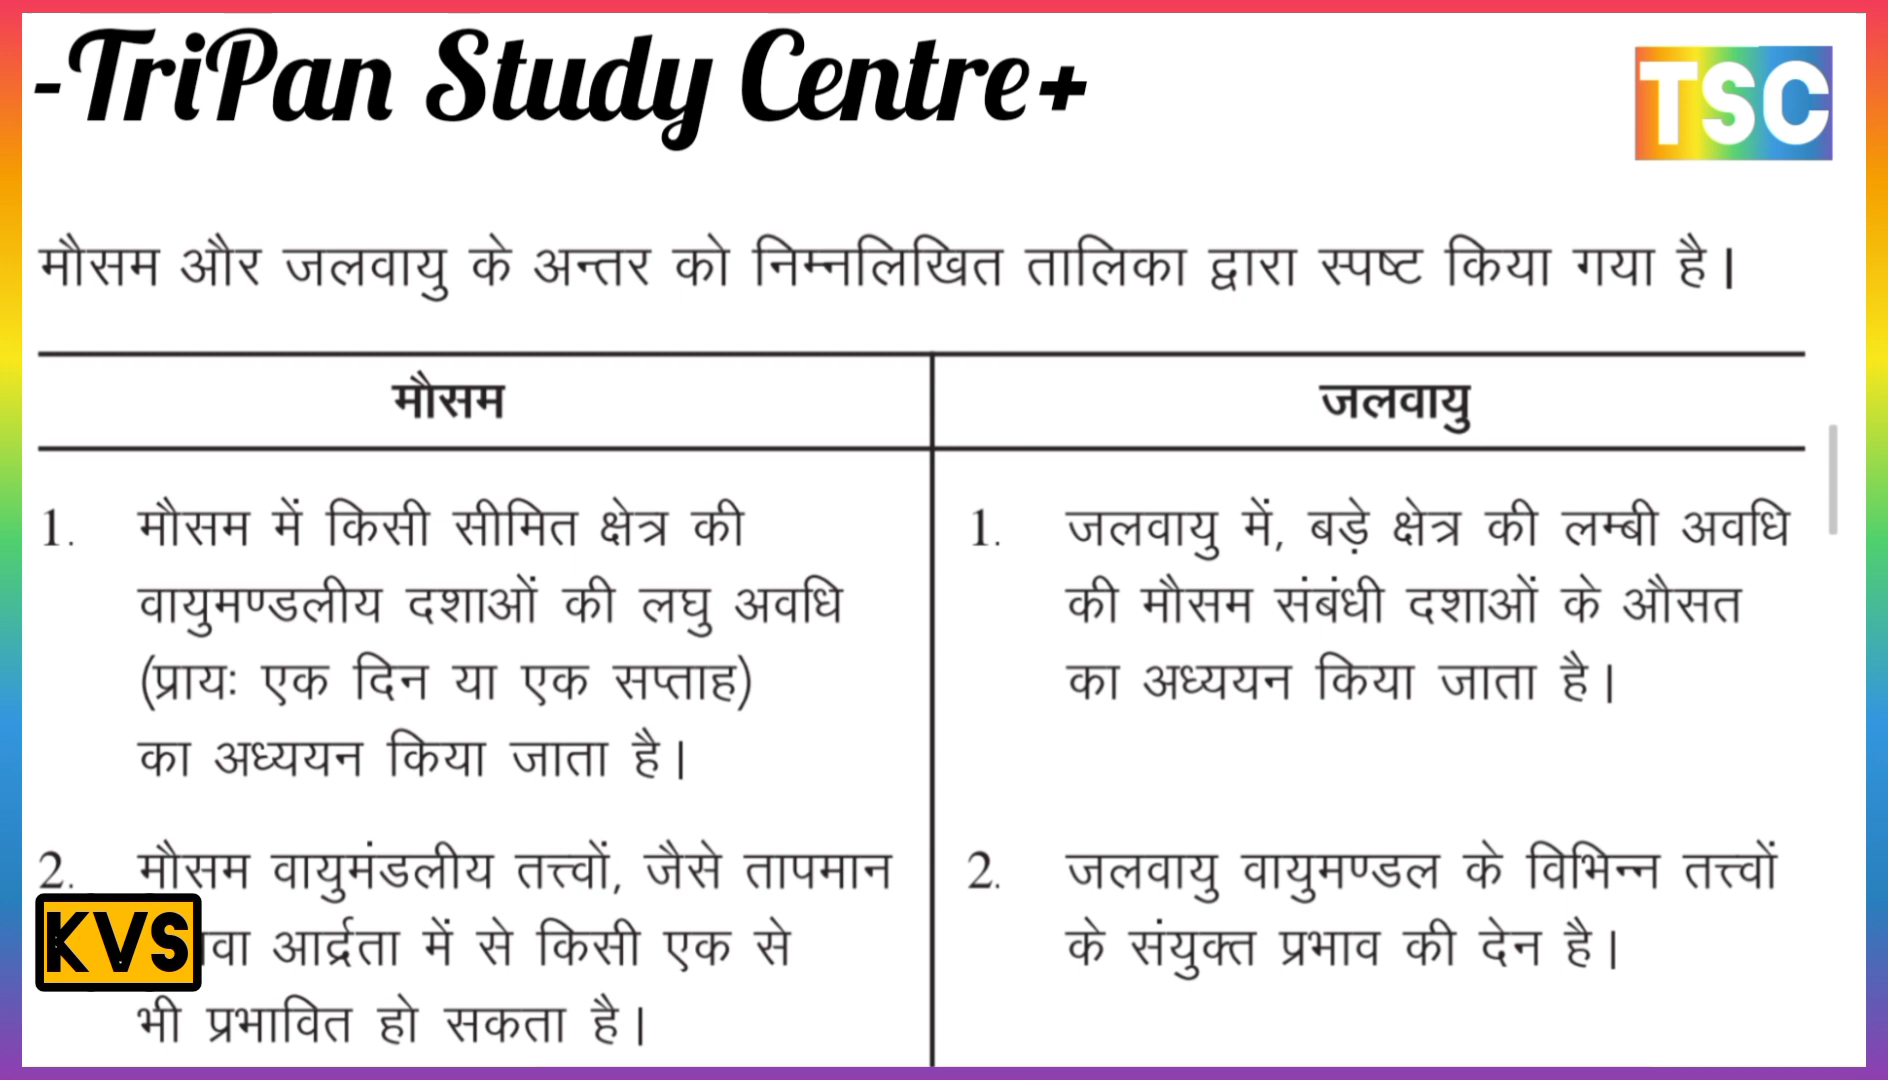 -TriPan Study Centre+
TSC
मौसम और जलवायु के अन्तर को निम्नलिखित तालिका द्वारा स्पष्ट किया गया है।
मौसम
जलवायु
1. मौसम में किसी सीमित क्षेत्र की
वायुमण्डलीय दशाओं की लघु अवधि
(प्रायः एक दिन या एक सप्ताह)
का अध्ययन किया जाता है।
1. जलवायु में, बड़े क्षेत्र की लम्बी अवधि
की मौसम संबंधी दशाओं के औसत
का अध्ययन किया जाता है।
2. मौसम वायुमंडलीय तत्त्वों, जैसे तापमान
आर्द्रता में से किसी एक से
भी प्रभावित हो सकता है।
2. जलवायु वायुमण्डल के विभिन्न तत्त्वों
के संयुक्त प्रभाव की देन है।
KVS